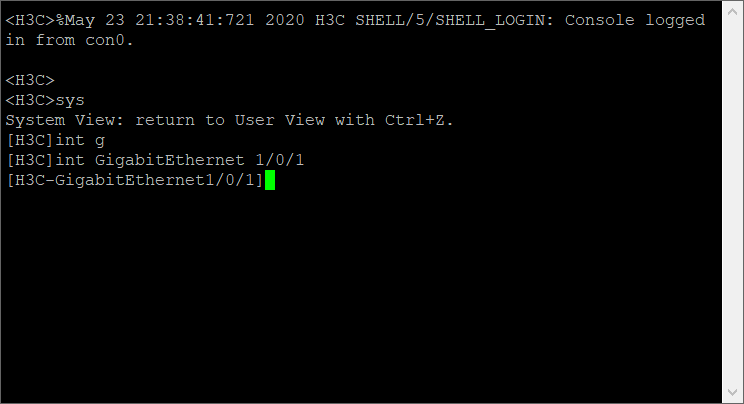 <H3C>%May 23 21:38:41:721 2020 H3C SHELL/5/SHELL_LOGIN: Console logged
in from con0.
<H3C>
<H3C>sys
System View: return to User View with Ctrl+Z.
[H3C]int g
[H3C]int GigabitEthernet 1/0/1
[H3C-GigabitEthernet1/0/1]